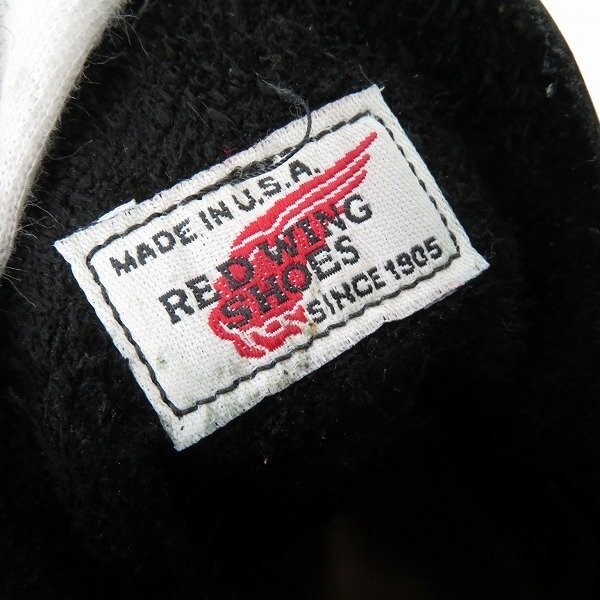 MADE IN U.S.A.
RED WING
SHOES
SINCE 1905